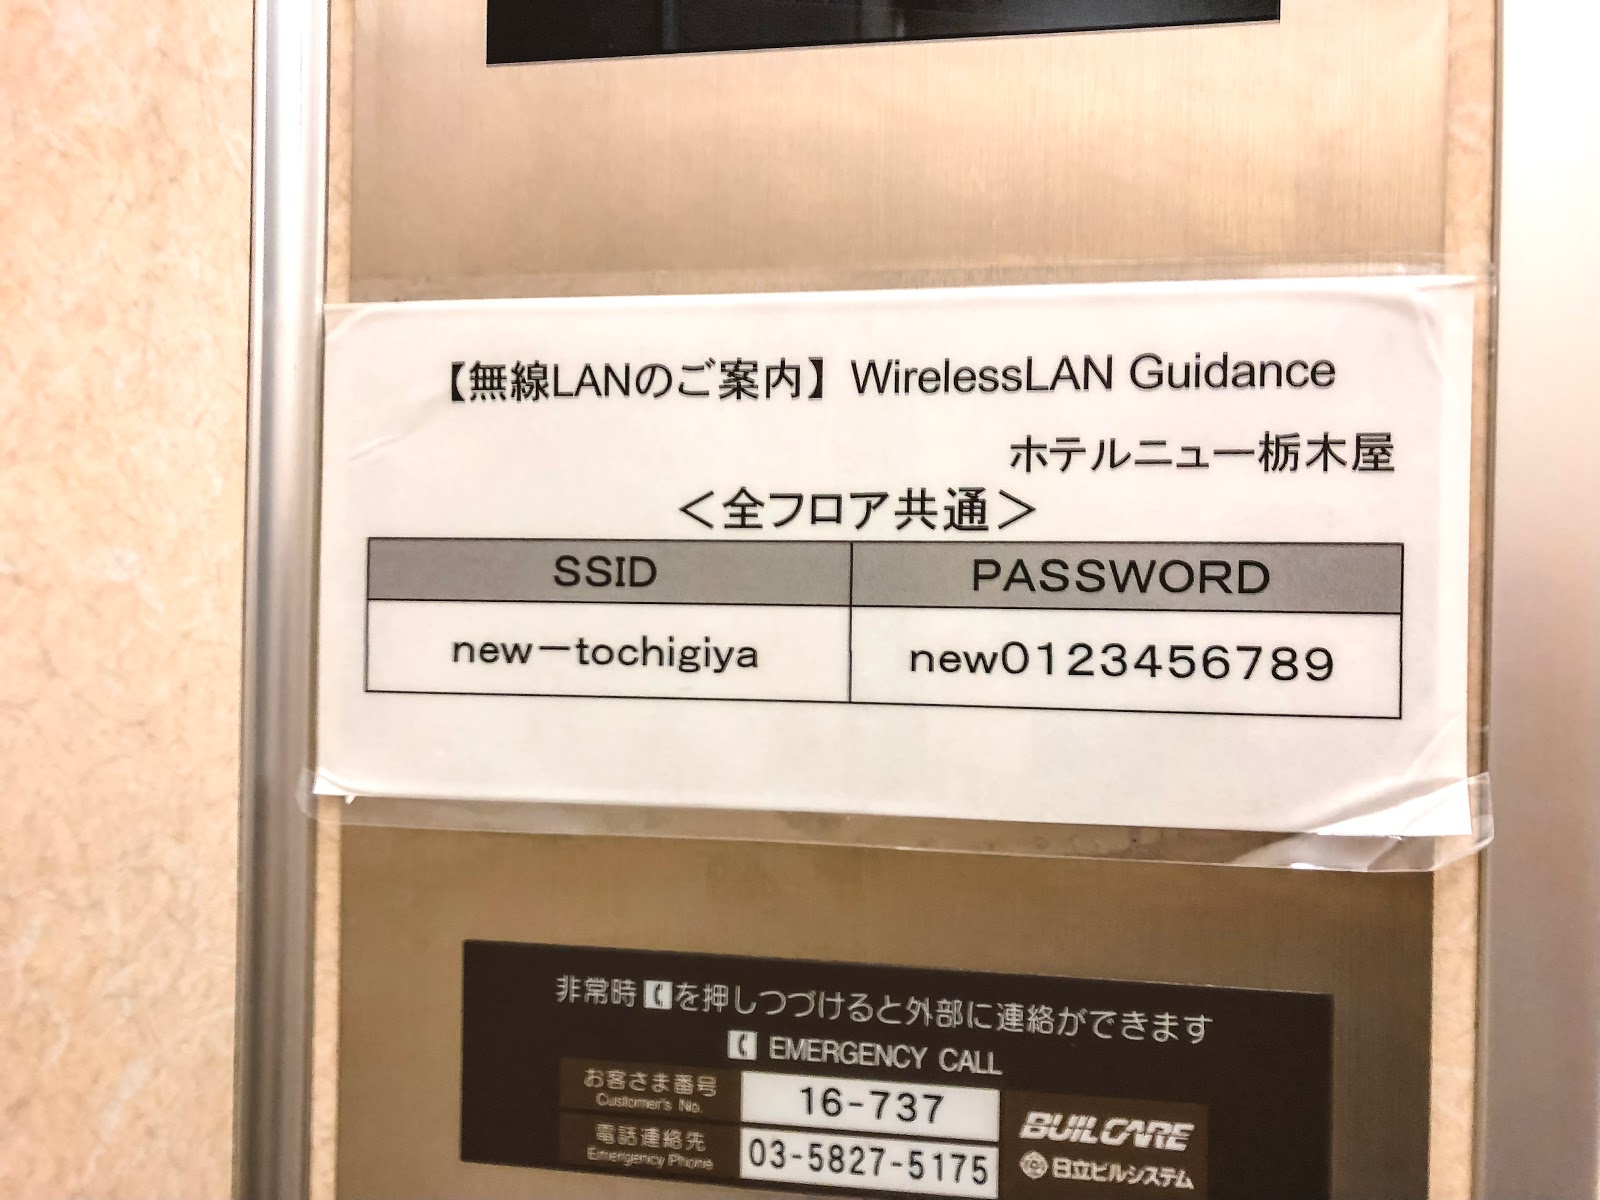 【無線LANのご案内】 WirelessLAN Guidance
ホテルニュー栃木屋
＜全フロア共通＞
SSID PASSWORD
new－tochigiya new0123456789
非常時を押しつづけると外部に連絡ができます
EMERGENCY CALL
お客さま番号
Customer's No.
16-737
電話連絡先
Emergency Phone
03-5827-5175
BUILCARE
日立ビルシステム